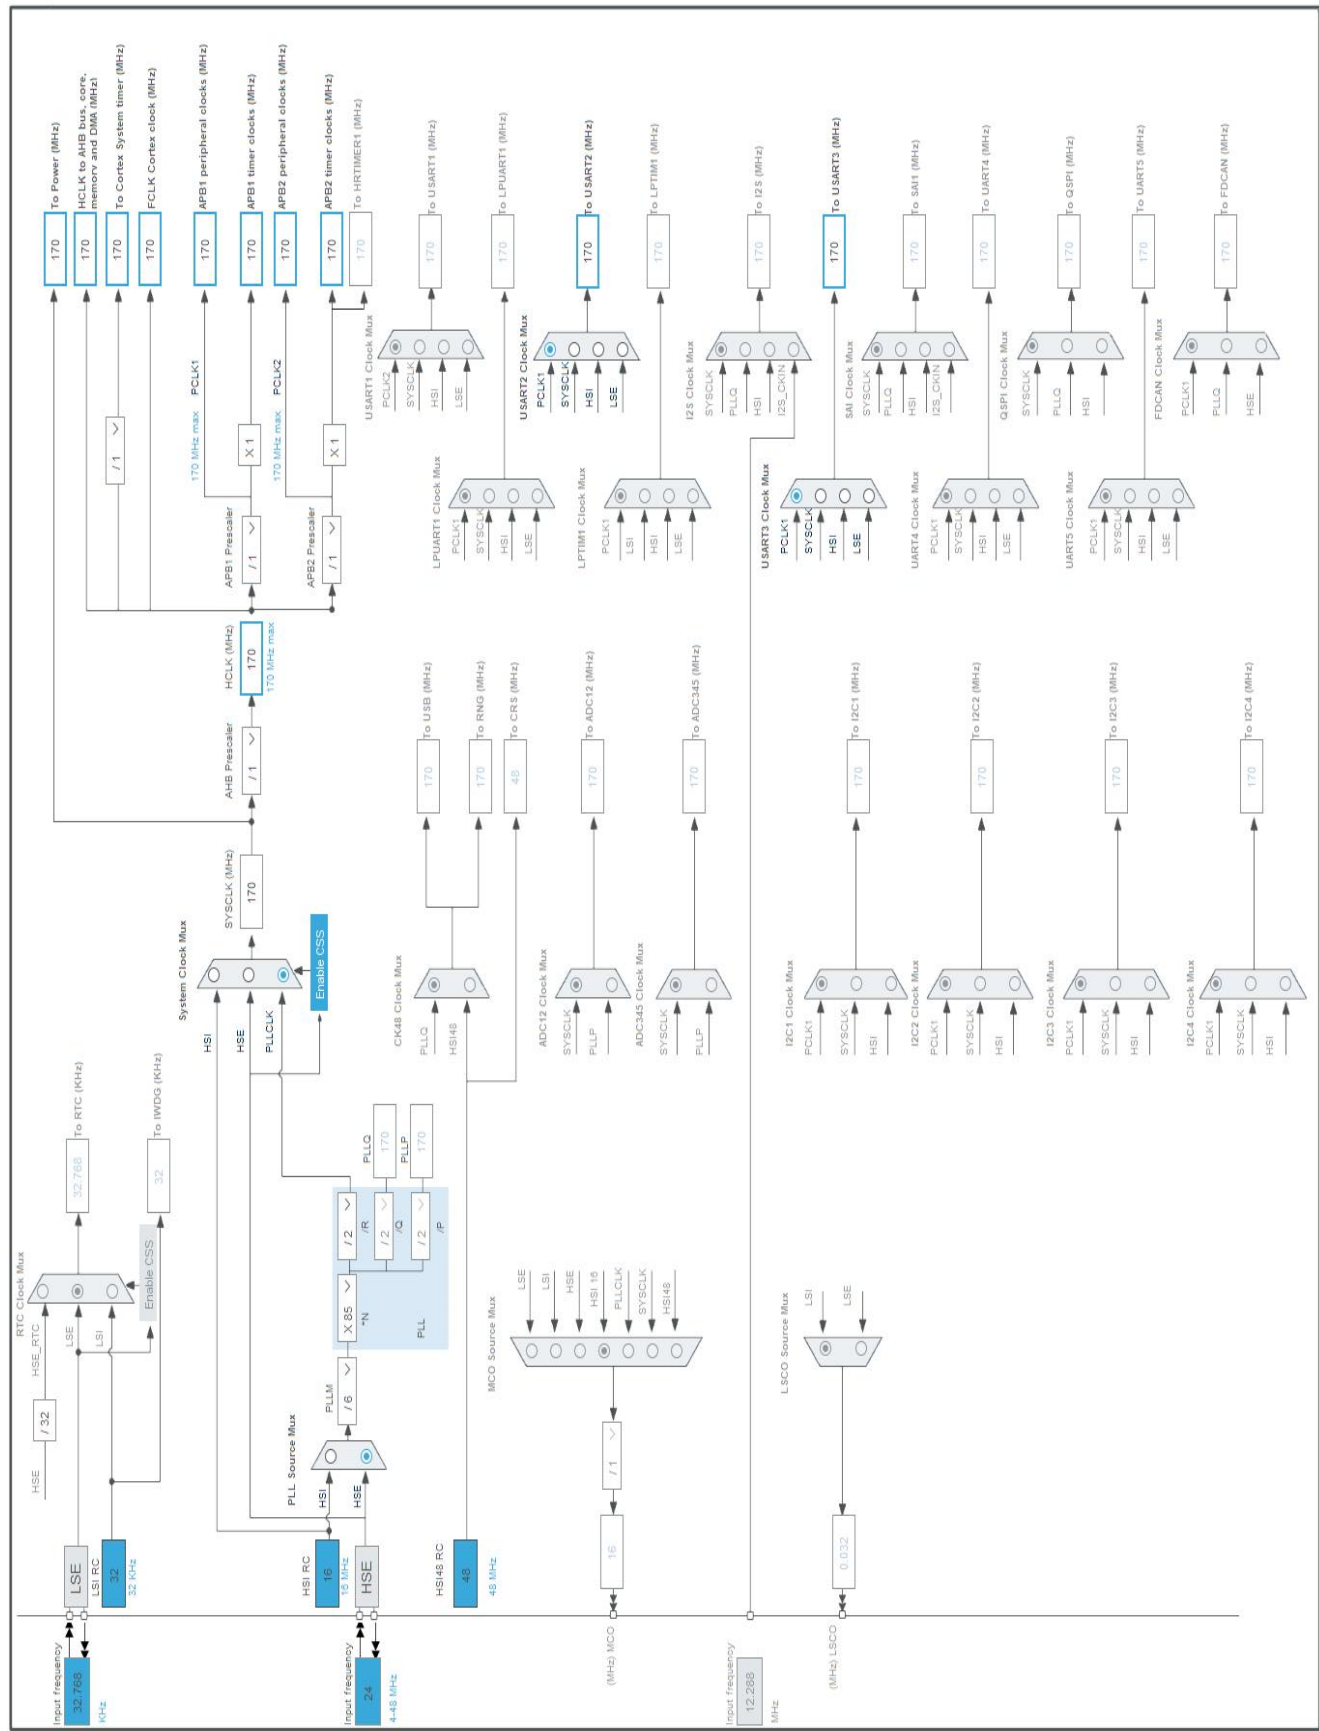 Input frequency
32.768
KHz
LSE
LSI RC
32
32 KHz
HSE
/ 32
HSE_RTC
LSE
LSI
RTC Clock Mux
Enable CSS
32.768
To RTC (KHz)
32
To IWDG (KHz)
Input frequency
24
4-48 MHz
HSI RC
16
16 MHz
HSE
HSI48 RC
48
48 MHz
PLL Source Mux
HSI
HSE
PLLM
/ 6
X 85
*N
PLL
/ 2
/R
/ 2
/Q
/ 2
/P
PLLQ
170
PLLP
170
System Clock Mux
HSI
HSE
PLLCLK
Enable CSS
SYSCLK (MHz)
170
AHB Prescaler
/ 1
HCLK (MHz)
170
170 MHz max
/ 1
APB1 Prescaler
/ 1
APB2 Prescaler
/ 1
170 MHz max
PCLK1
X 1
170 MHz max
PCLK2
X 1
170
To Power (MHz)
170
HCLK to AHB bus, core,
memory and DMA (MHz)
170
To Cortex System timer (MHz)
170
FCLK Cortex clock (MHz)
170
APB1 peripheral clocks (MHz)
170
APB1 timer clocks (MHz)
170
APB2 peripheral clocks (MHz)
170
APB2 timer clocks (MHz)
170
To HRTIMER1 (MHz)
CK48 Clock Mux
PLLQ
HSI48
170
To USB (MHz)
170
To RNG (MHz)
48
To CRS (MHz)
ADC12 Clock Mux
SYSCLK
PLLP
170
To ADC12 (MHz)
ADC345 Clock Mux
SYSCLK
PLLP
170
To ADC345 (MHz)
USART1 Clock Mux
PCLK2
SYSCLK
HSI
LSE
170
To USART1 (MHz)
LPUART1 Clock Mux
PCLK1
SYSCLK
HSI
LSE
170
To LPUART1 (MHz)
USART2 Clock Mux
PCLK1
SYSCLK
HSI
LSE
170
To USART2 (MHz)
LPTIM1 Clock Mux
PCLK1
LSI
HSI
LSE
170
To LPTIM1 (MHz)
I2S Clock Mux
SYSCLK
PLLQ
HSI
I2S_CKIN
170
To I2S (MHz)
USART3 Clock Mux
PCLK1
SYSCLK
HSI
LSE
170
To USART3 (MHz)
SAI Clock Mux
SYSCLK
PLLQ
HSI
I2S_CKIN
170
To SAI1 (MHz)
UART4 Clock Mux
PCLK1
SYSCLK
HSI
LSE
170
To UART4 (MHz)
QSPI Clock Mux
SYSCLK
PLLQ
HSI
170
To QSPI (MHz)
UART5 Clock Mux
PCLK1
SYSCLK
HSI
LSE
170
To UART5 (MHz)
FDCAN Clock Mux
PCLK1
PLLQ
HSE
170
To FDCAN (MHz)
MCO Source Mux
LSE
LSI
HSE
HSI 16
PLLCLK
SYSCLK
HSI48
/ 1
16
(MHz) MCO
Input frequency
12.288
MHz
LSCO Source Mux
LSI
LSE
0.032
(MHz) LSCO
I2C1 Clock Mux
PCLK1
SYSCLK
HSI
170
To I2C1 (MHz)
I2C2 Clock Mux
PCLK1
SYSCLK
HSI
170
To I2C2 (MHz)
I2C3 Clock Mux
PCLK1
SYSCLK
HSI
170
To I2C3 (MHz)
I2C4 Clock Mux
PCLK1
SYSCLK
HSI
170
To I2C4 (MHz)